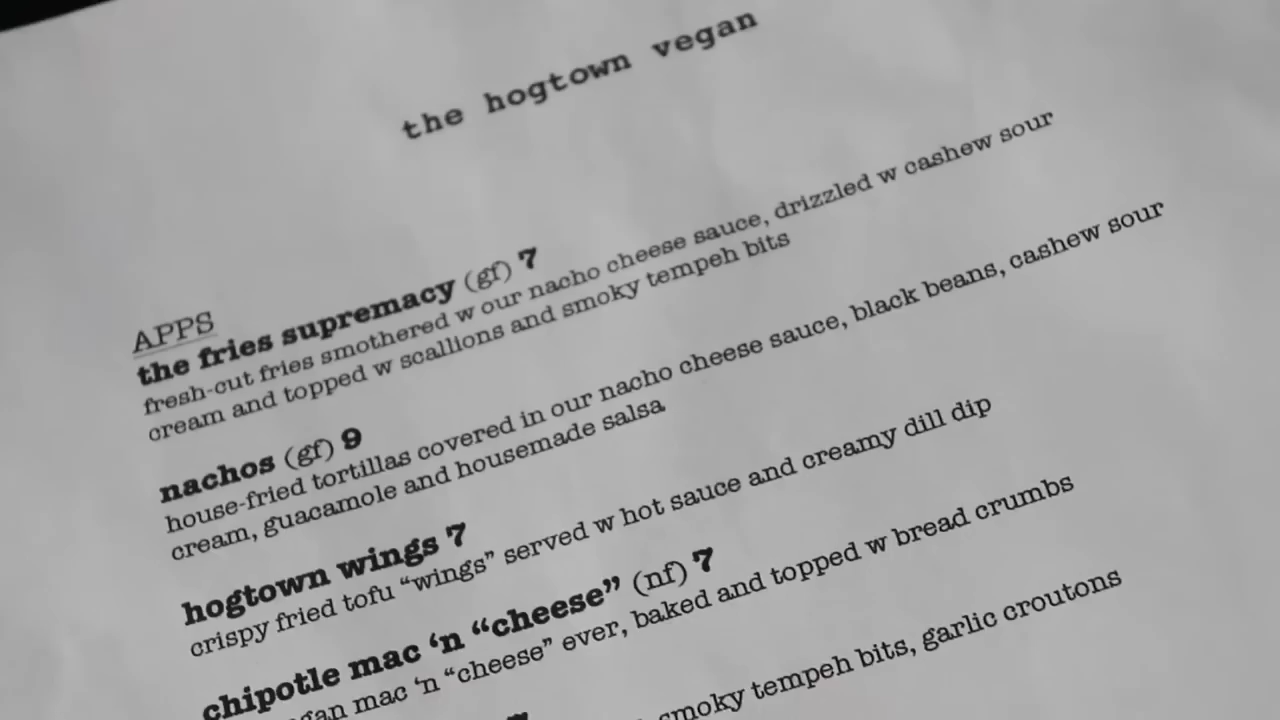 the hogtown vegan
APPS
the fries supremacy (gf) 7
fresh-cut fries smothered w our nacho cheese sauce, drizzled w cashew sour
cream and topped w scallions and smoky tempeh bits
nachos (gf) 9
house-fried tortillas covered in our nacho cheese sauce, black beans, cashew sour
cream, guacamole and housemade salsa
hogtown wings 7
crispy fried tofu “wings” served w hot sauce and creamy dill dip
chipotle mac ‘n “cheese” (nf) 7
mac ‘n “cheese” ever, baked and topped w bread crumbs
smoky tempeh bits, garlic croutons